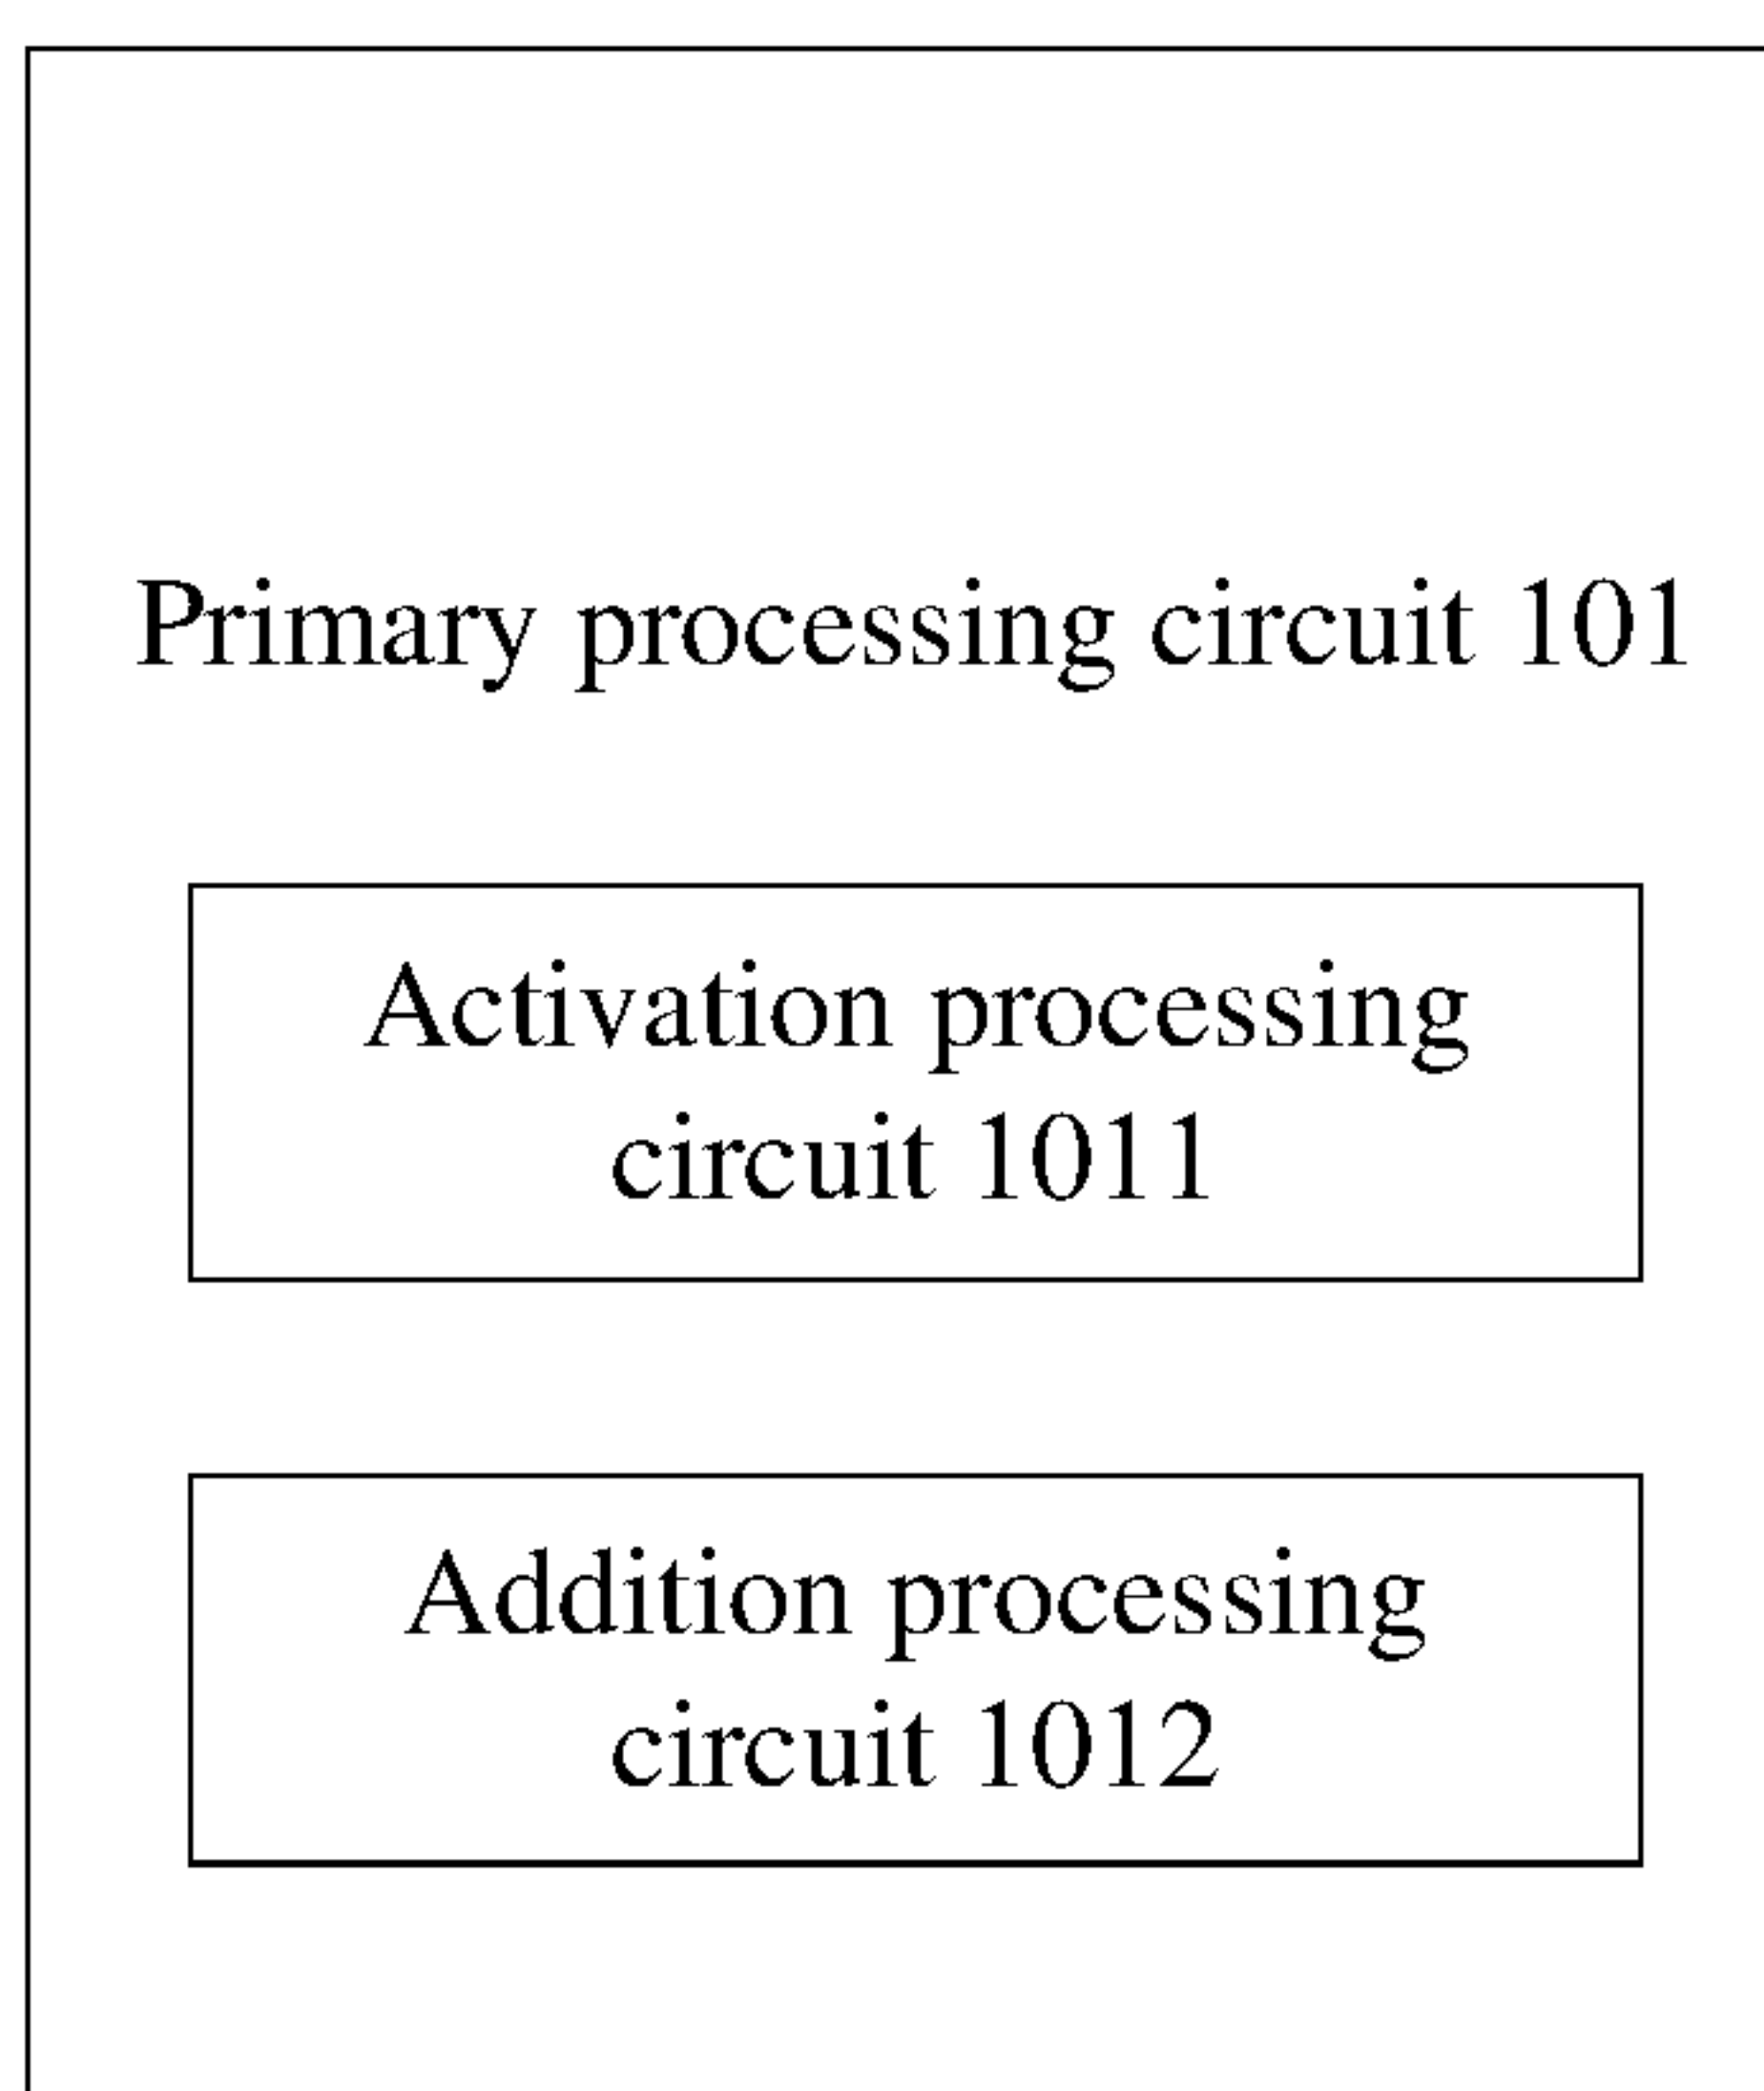 Primary processing circuit 101
Activation processing
circuit 1011
Addition processing
circuit 1012